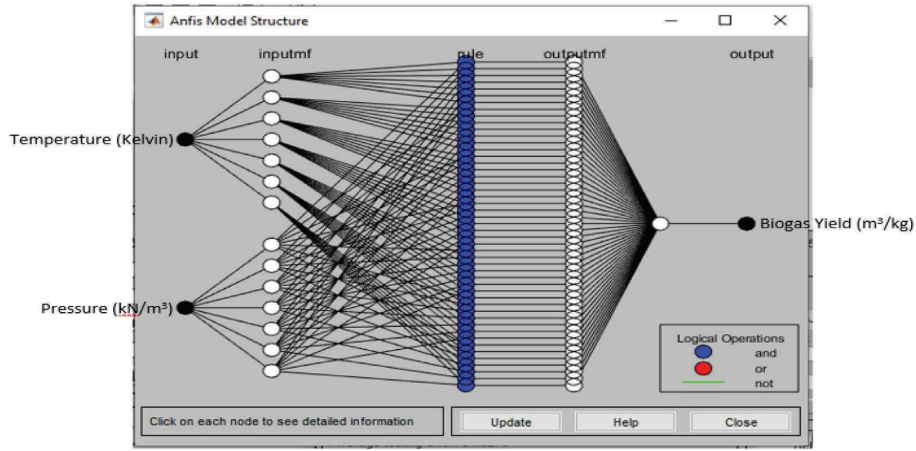 Anfis Model Structure
input inputmf rule outputmf output
Temperature (Kelvin)
Pressure (kN/m³)
Biogas Yield (m³/kg)
Logical Operations
and
or
not
Click on each node to see detailed information
Update
Help
Close